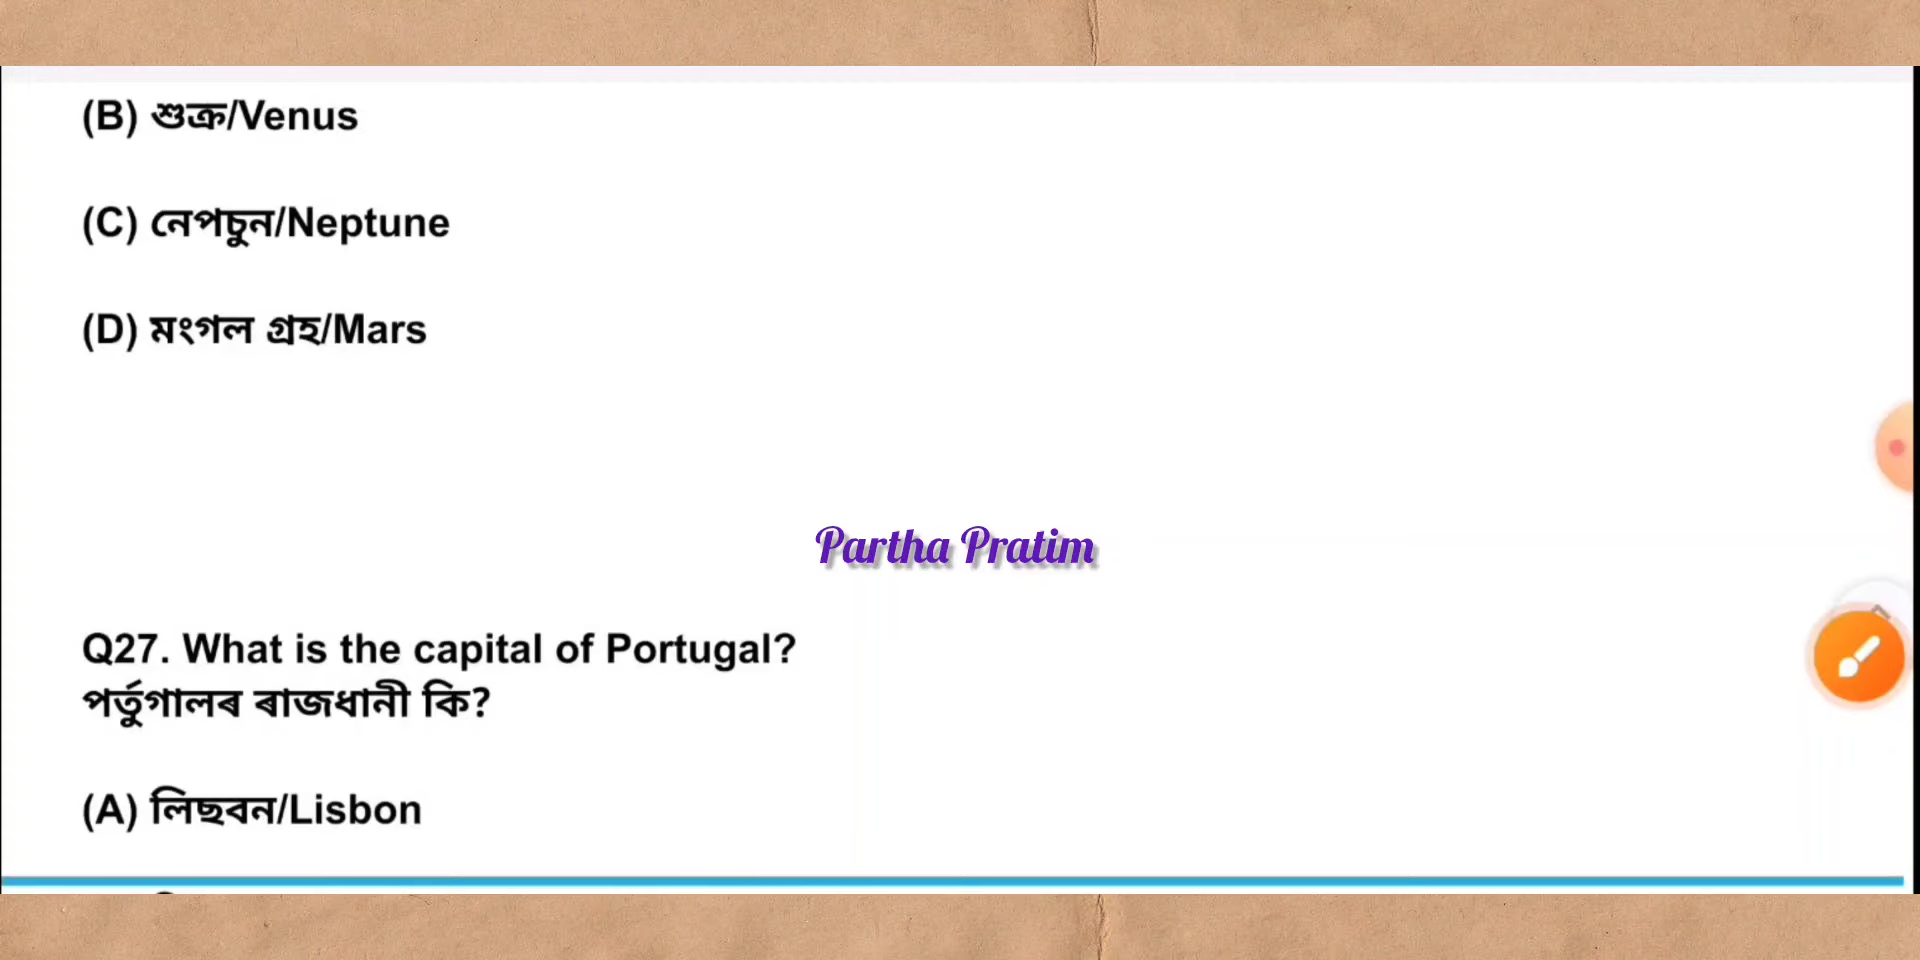 (B) শুক্ৰ/Venus
(C) নেপচুন/Neptune
(D) মংগল গ্ৰহ/Mars
Partha Pratim
Q27. What is the capital of Portugal?
পৰ্তুগালৰ ৰাজধানী কি?
(A) লিছবন/Lisbon